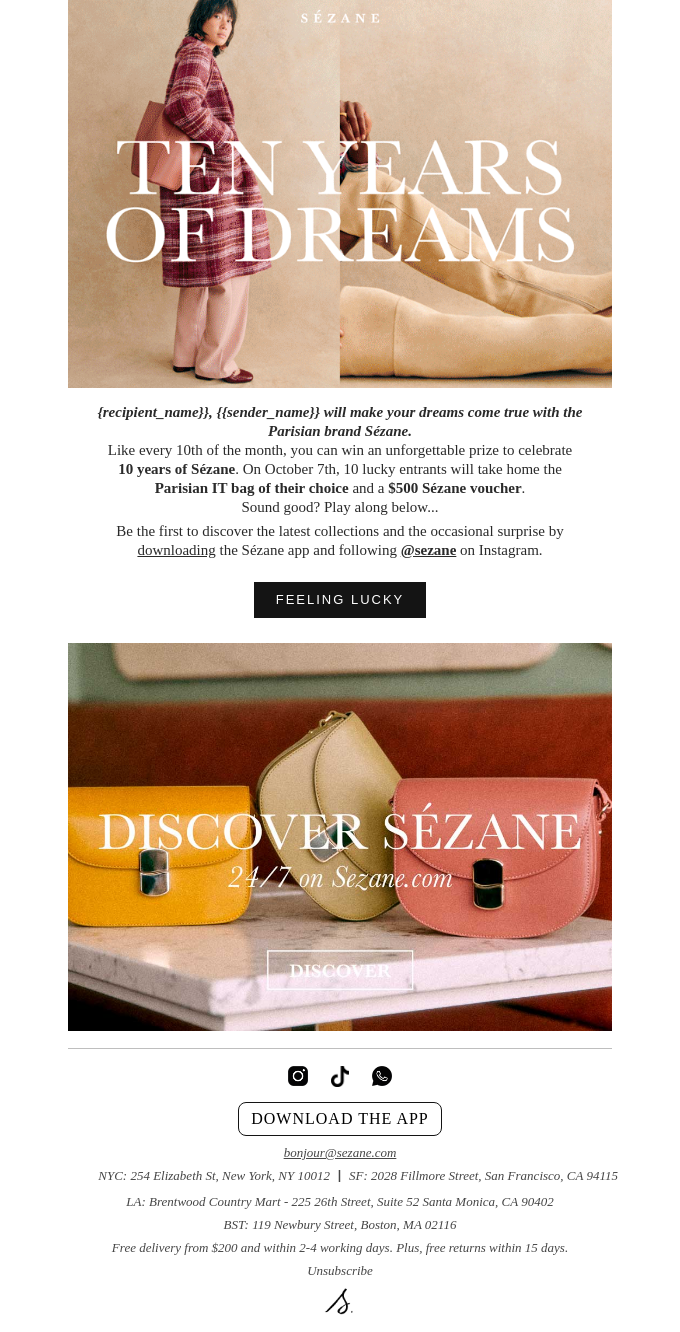 SÉZANE
TEN YEARS
OF DREAMS
{recipient_name}}, {{sender_name}} will make your dreams come true with the
Parisian brand Sézane.
Like every 10th of the month, you can win an unforgettable prize to celebrate
10 years of Sézane. On October 7th, 10 lucky entrants will take home the
Parisian IT bag of their choice and a $500 Sézane voucher.
Sound good? Play along below...
Be the first to discover the latest collections and the occasional surprise by
downloading the Sézane app and following @sezane on Instagram.
FEELING LUCKY
DISCOVER SÉZANE
24/7 on Sezane.com
DISCOVER
DOWNLOAD THE APP
bonjour@sezane.com
NYC: 254 Elizabeth St, New York, NY 10012 | SF: 2028 Fillmore Street, San Francisco, CA 94115
LA: Brentwood Country Mart - 225 26th Street, Suite 52 Santa Monica, CA 90402
BST: 119 Newbury Street, Boston, MA 02116
Free delivery from $200 and within 2-4 working days. Plus, free returns within 15 days.
Unsubscribe
S.